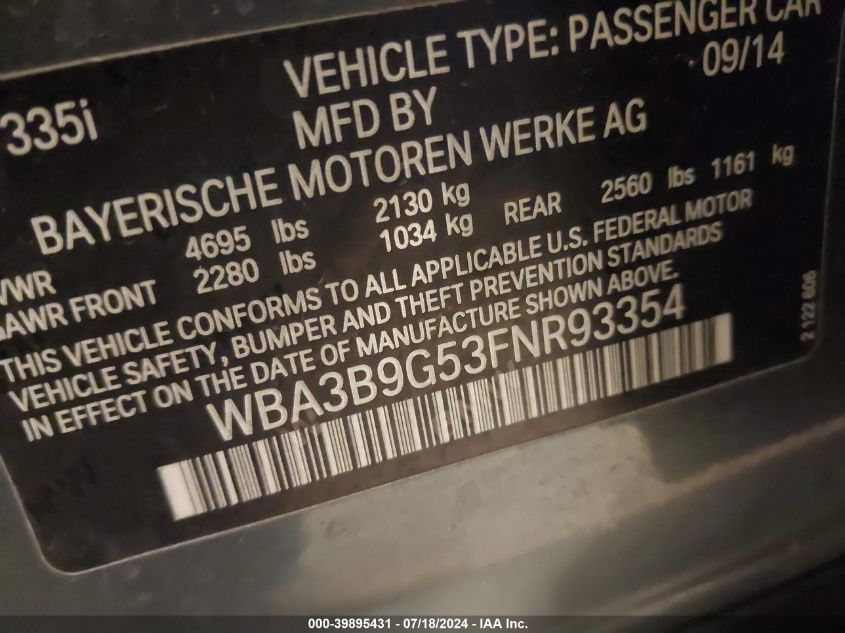 335i
VEHICLE TYPE: PASSENGER CAR
MFD BY 09/14
BAYERISCHE MOTOREN WERKE AG
VWR 4695 lbs 2130 kg
AWR FRONT 2280 lbs 1034 kg REAR 2560 lbs 1161 kg
THIS VEHICLE CONFORMS TO ALL APPLICABLE U.S. FEDERAL MOTOR
VEHICLE SAFETY, BUMPER AND THEFT PREVENTION STANDARDS
IN EFFECT ON THE DATE OF MANUFACTURE SHOWN ABOVE.
WBA3B9G53FNR93354
2 122 606
000-39895431 - 07/18/2024 - IAA Inc.